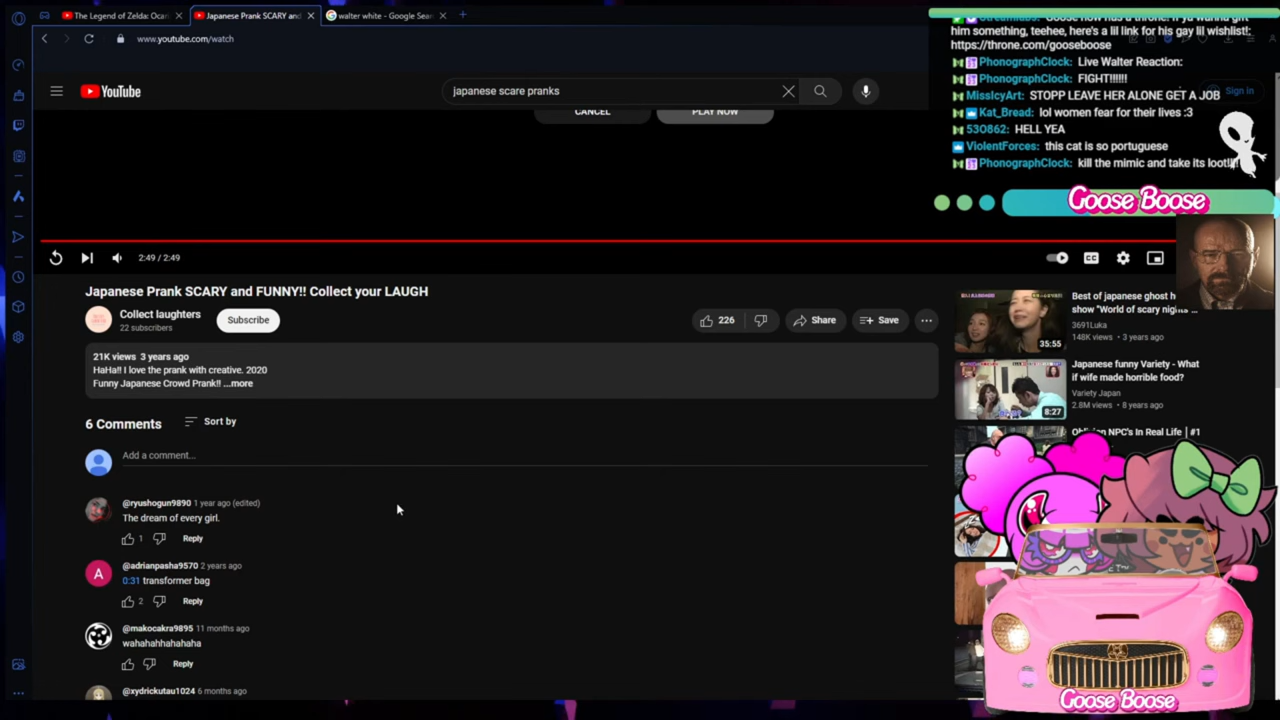 The Legend of Zelda: Ocari
Japanese Prank SCARY and
walter white - Google Sear
www.youtube.com/watch
YouTube
japanese scare pranks
Sign in
CANCEL
PLAY NOW
2:49 / 2:49
CC
Japanese Prank SCARY and FUNNY!! Collect your LAUGH
Collect laughters
22 subscribers
Subscribe
226
Share
Save
21K views 3 years ago
HaHa!! I love the prank with creative. 2020
Funny Japanese Crowd Prank!! ...more
6 Comments
Sort by
Add a comment...
@ryushogun9890 1 year ago (edited)
The dream of every girl.
1
Reply
@adrianpasha9570 2 years ago
0:31 transformer bag
2
Reply
@makocakra9895 11 months ago
wahahahhahahaha
Reply
@xydrickutau1024 6 months ago
Streamlabs: Goose now has a throne! If ya wanna gift
him something, teehee, here's a lil link for his gay lil wishlist!:
https://throne.com/gooseboose
PhonographClock: Live Walter Reaction:
PhonographClock: FIGHT!!!!!!
MissIcyArt: STOPP LEAVE HER ALONE GET A JOB
Kat_Bread: lol women fear for their lives :3
530862: HELL YEA
ViolentForces: this cat is so portuguese
PhonographClock: kill the mimic and take its loot!!!!
Goose Boose
Best of japanese ghost h
show "World of scary nights
3691Luka
148K views • 3 years ago
35:55
Japanese funny Variety - What
if wife made horrible food?
Variety Japan
2.8M views • 8 years ago
8:27
Oblivion NPC's In Real Life | #1
Goose Boose